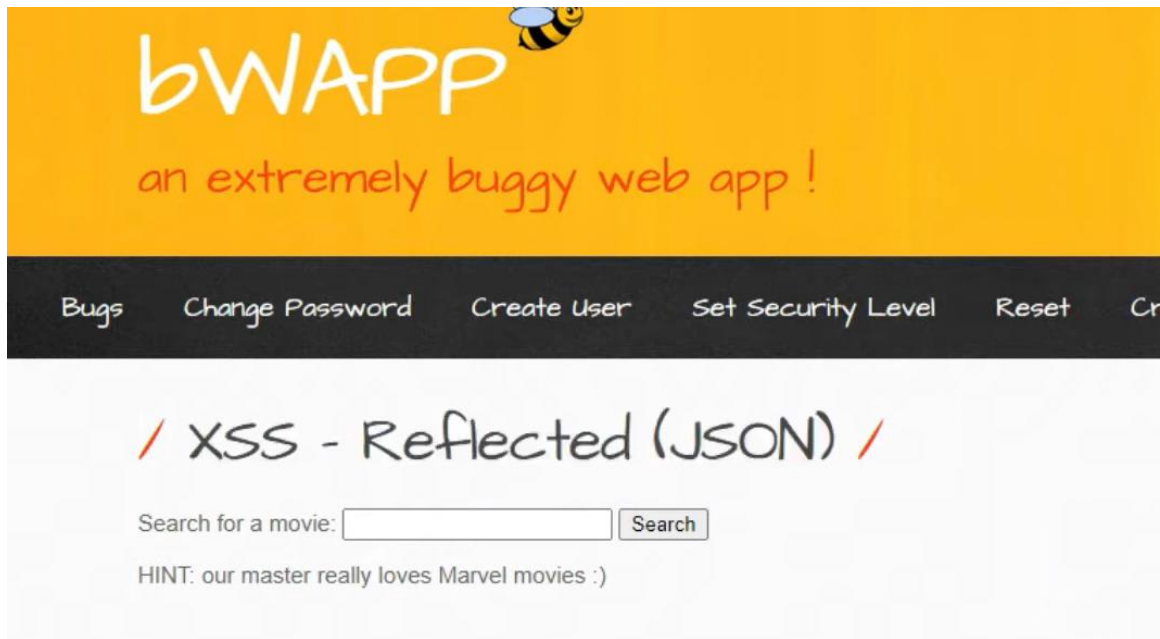 bWAPP
an extremely buggy web app !
Bugs Change Password Create User Set Security Level Reset Cr
/ XSS - Reflected (JSON) /
Search for a movie: Search
HINT: our master really loves Marvel movies :)